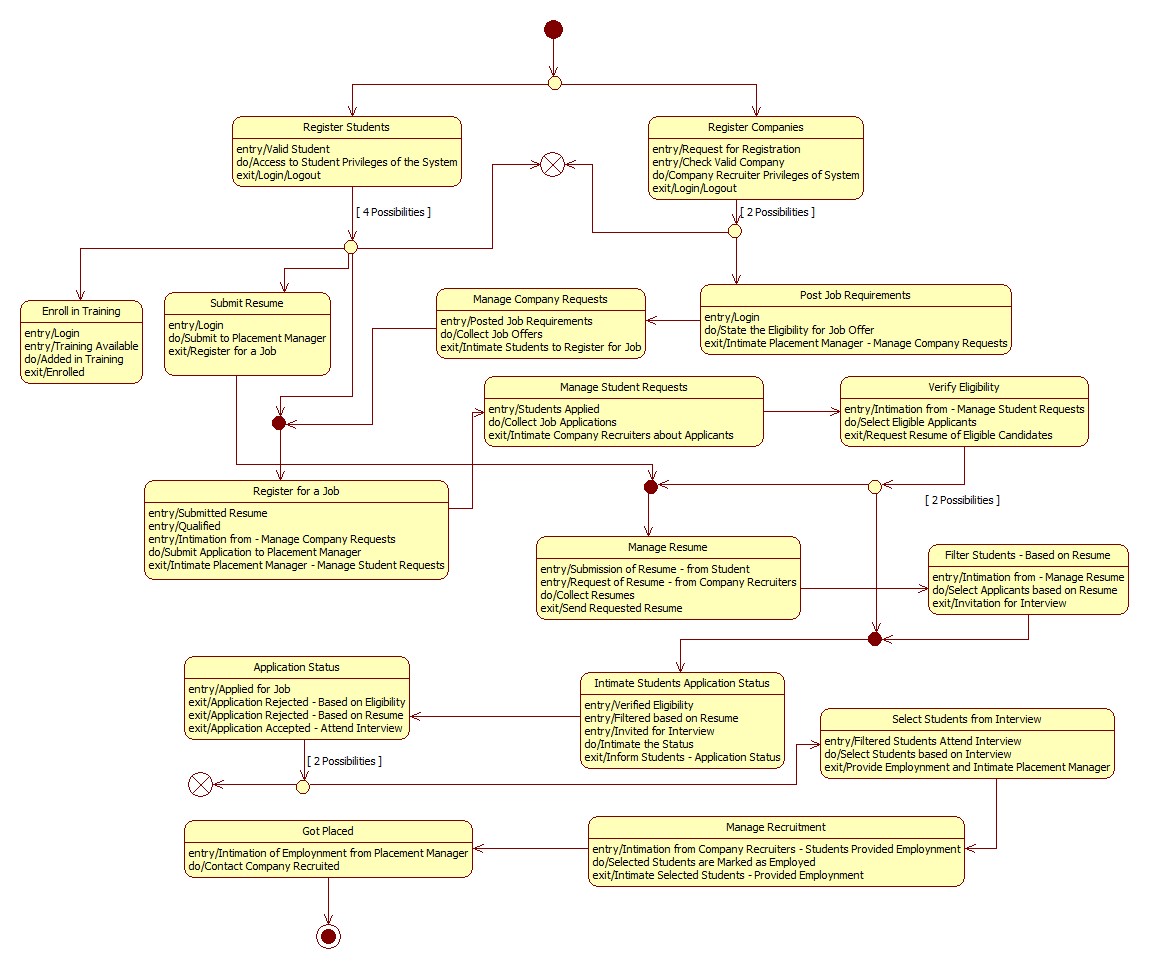 Register Students
entry/Valid Student
do/Access to Student Privileges of the System
exit/Login/Logout
Register Companies
entry/Request for Registration
entry/Check Valid Company
do/Company Recruiter Privileges of System
exit/Login/Logout
[ 4 Possibilities ]
[ 2 Possibilities ]
Enroll in Training
entry/Login
entry/Training Available
do/Added in Training
exit/Enrolled
Submit Resume
entry/Login
do/Submit to Placement Manager
exit/Register for a Job
Manage Company Requests
entry/Posted Job Requirements
do/Collect Job Offers
exit/Intimate Students to Register for Job
Post Job Requirements
entry/Login
do/State the Eligibility for Job Offer
exit/Intimate Placement Manager - Manage Company Requests
Manage Student Requests
entry/Students Applied
do/Collect Job Applications
exit/Intimate Company Recruiters about Applicants
Verify Eligibility
entry/Intimation from - Manage Student Requests
do/Select Eligible Applicants
exit/Request Resume of Eligible Candidates
[ 2 Possibilities ]
Register for a Job
entry/Submitted Resume
entry/Qualified
entry/Intimation from - Manage Company Requests
do/Submit Application to Placement Manager
exit/Intimate Placement Manager - Manage Student Requests
Manage Resume
entry/Submission of Resume - from Student
entry/Request of Resume - from Company Recruiters
do/Collect Resumes
exit/Send Requested Resume
Filter Students - Based on Resume
entry/Intimation from - Manage Resume
do/Select Applicants based on Resume
exit/Invitation for Interview
Application Status
entry/Applied for Job
exit/Application Rejected - Based on Eligibility
exit/Application Rejected - Based on Resume
exit/Application Accepted - Attend Interview
[ 2 Possibilities ]
Intimate Students Application Status
entry/Verified Eligibility
entry/Filtered based on Resume
entry/Invited for Interview
do/Intimate the Status
exit/Inform Students - Application Status
Select Students from Interview
entry/Filtered Students Attend Interview
do/Select Students based on Interview
exit/Provide Employnment and Intimate Placement Manager
Got Placed
entry/Intimation of Employnment from Placement Manager
do/Contact Company Recruited
Manage Recruitment
entry/Intimation from Company Recruiters - Students Provided Employnment
do/Selected Students are Marked as Employed
exit/Intimate Selected Students - Provided Employnment